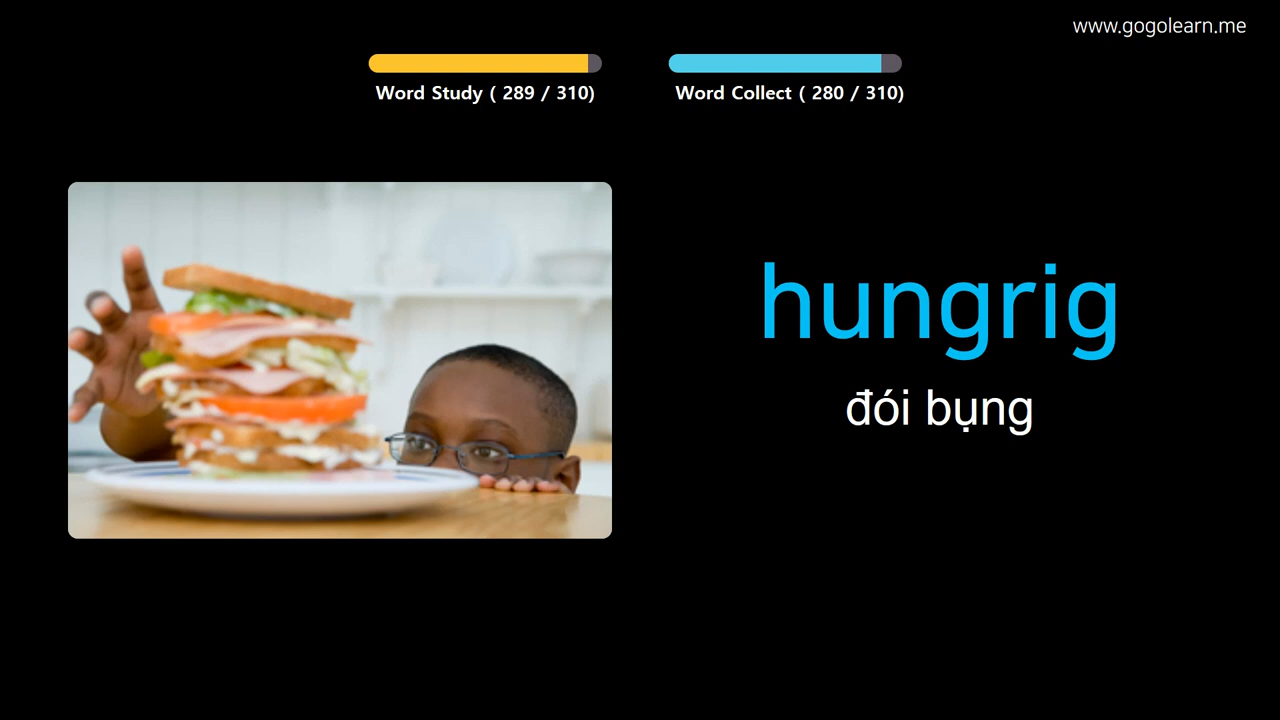 www.gogolearn.me
Word Study ( 289 / 310)
Word Collect ( 280 / 310)
hungrig
đói bụng